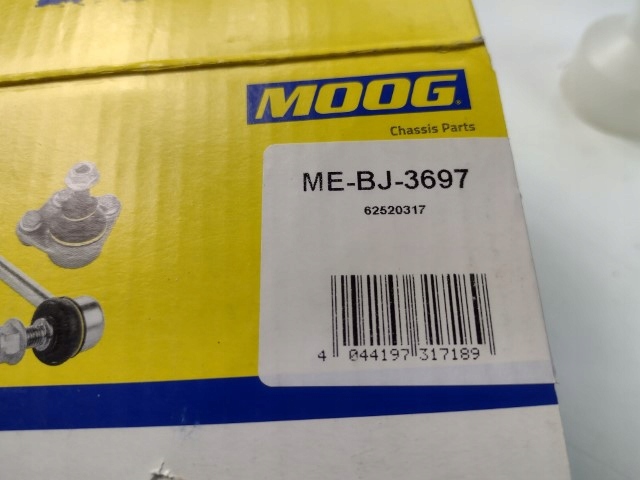 MOOG
Chassis Parts
ME-BJ-3697
62520317
4 044197 317189